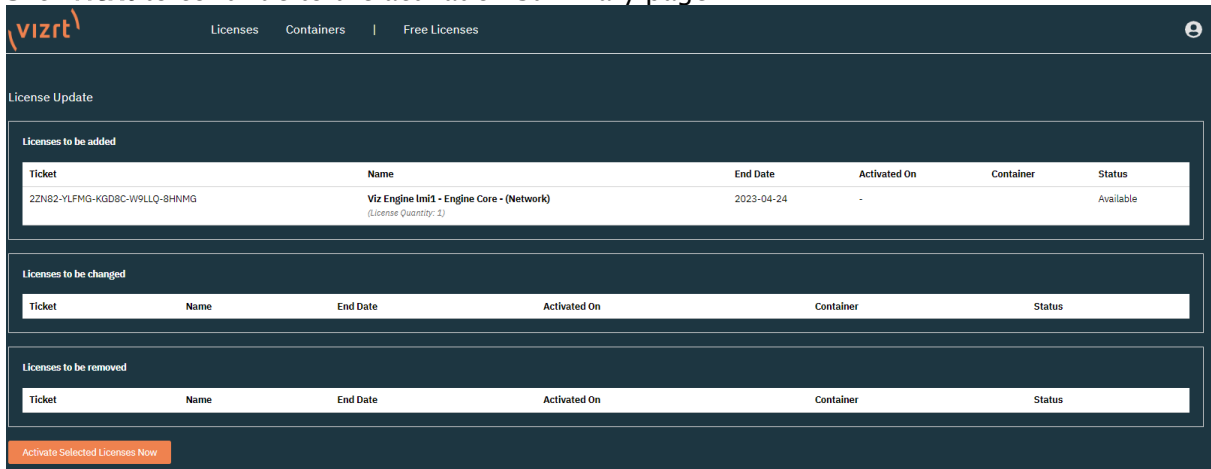 vizrt
Licenses Containers | Free Licenses
License Update
Licenses to be added
Ticket Name End Date Activated On Container Status
2ZN82-YLFMG-KGD8C-W9LLQ-8HNMG Viz Engine lmi1 - Engine Core - (Network) 2023-04-24 - Available
(License Quantity: 1)
Licenses to be changed
Ticket Name End Date Activated On Container Status
Licenses to be removed
Ticket Name End Date Activated On Container Status
Activate Selected Licenses Now